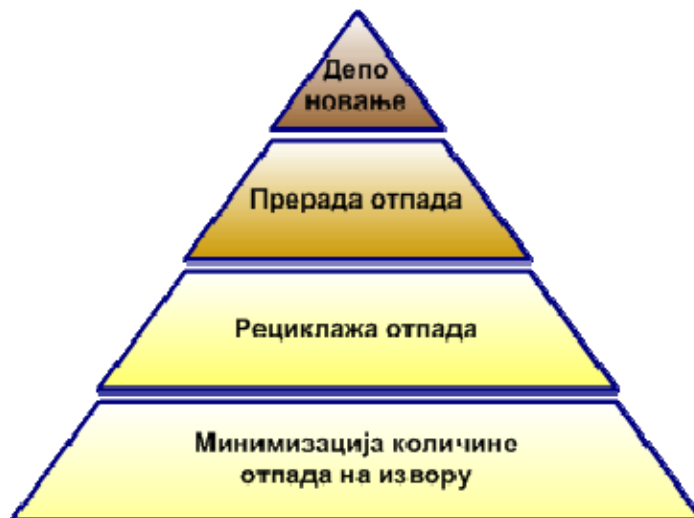 Депо
новање
Прерада отпада
Рециклажа отпада
Минимизација количине
отпада на извору